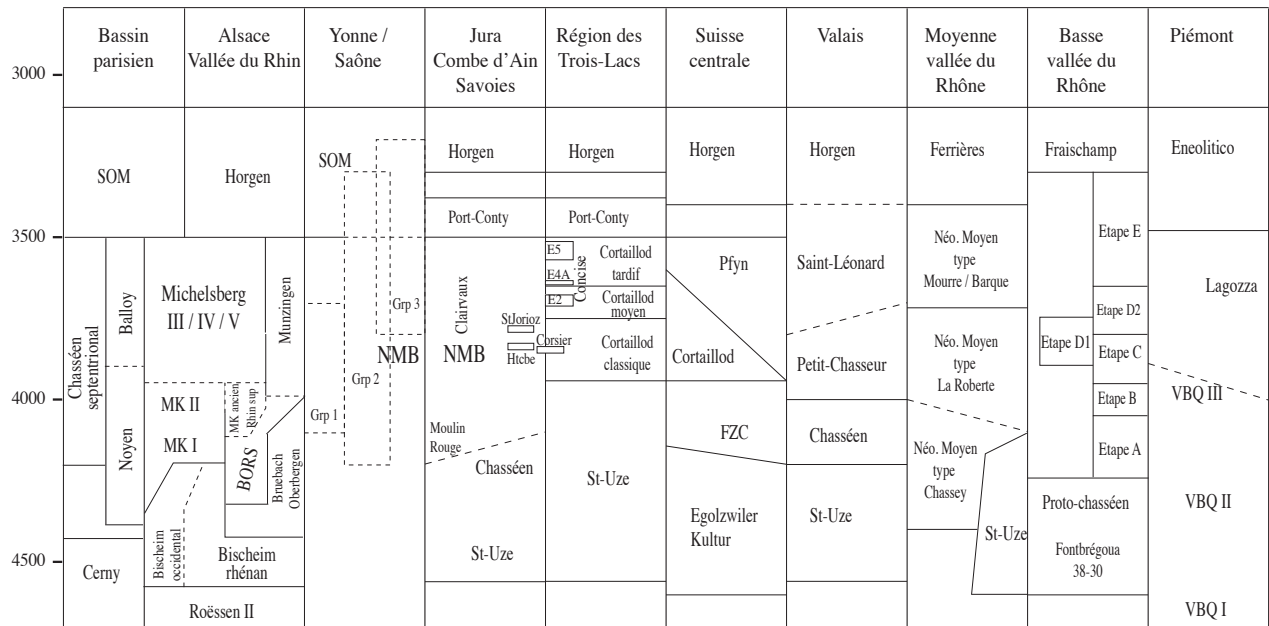 Bassin
parisien
Alsace
Vallée du Rhin
Yonne /
Saône
Jura
Combe d'Ain
Savoies
Région des
Trois-Lacs
Suisse
centrale
Valais
Moyenne
vallée du
Rhône
Basse
vallée du
Rhône
Piémont
3000
3500
4000
4500
SOM
Chasséen
septentrional
Balloy
Noyen
Cerny
Horgen
Michelsberg
III / IV / V
Munzingen
MK II
MK I
MK ancien
Rhin sup
BORS
Bruebach
Oberbergen
Bischeim
occidental
Bischeim
rhénan
Roëssen II
SOM
Grp 3
NMB
Grp 2
Grp 1
Horgen
Port-Conty
Clairvaux
NMB
StJorioz
Htcbe
Corsier
Moulin
Rouge
Chasséen
St-Uze
Horgen
Port-Conty
E5
E4A
E2
Concise
Cortaillod
tardif
Cortaillod
moyen
Cortaillod
classique
St-Uze
Horgen
Pfyn
Cortaillod
FZC
Egolzwiler
Kultur
Horgen
Saint-Léonard
Petit-Chasseur
Chasséen
St-Uze
Ferrières
Néo. Moyen
type
Mourre / Barque
Néo. Moyen
type
La Roberte
Néo. Moyen
type
Chassey
St-Uze
Fraischamp
Etape E
Etape D2
Etape D1
Etape C
Etape B
Etape A
Proto-chasséen
Fontbrégoua
38-30
Eneolitico
Lagozza
VBQ III
VBQ II
VBQ I